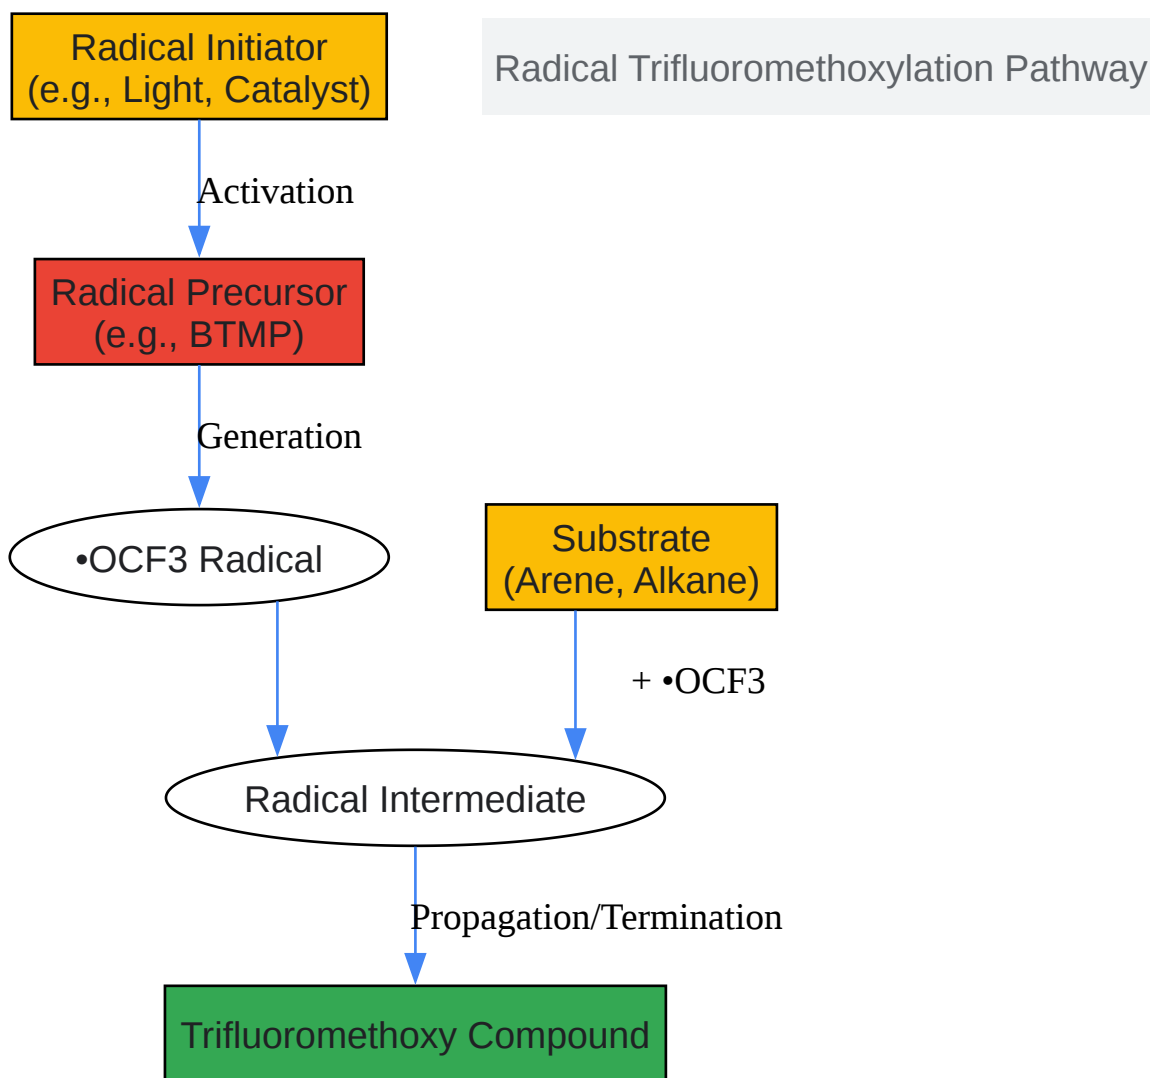 Radical Initiator
(e.g., Light, Catalyst)
Radical Trifluoromethoxylation Pathway
Activation
Radical Precursor
(e.g., BTMP)
Generation
•OCF3 Radical
Substrate
(Arene, Alkane)
+ •OCF3
Radical Intermediate
Propagation/Termination
Trifluoromethoxy Compound